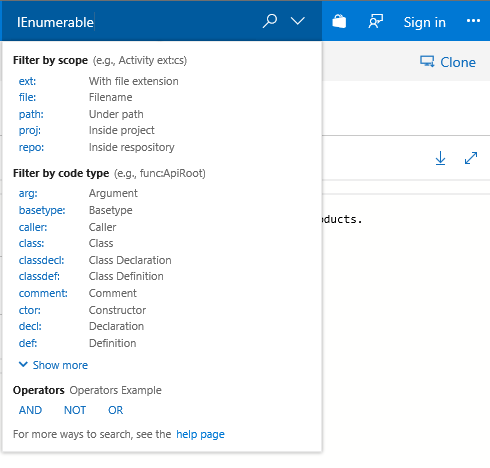 IEnumerable
Sign in
Clone
Filter by scope (e.g., Activity ext:cs)
ext: With file extension
file: Filename
path: Under path
proj: Inside project
repo: Inside respository
Filter by code type (e.g., func:ApiRoot)
arg: Argument
basetype: Basetype
caller: Caller
oducts.
class: Class
classdecl: Class Declaration
classdef: Class Definition
comment: Comment
ctor: Constructor
decl: Declaration
def: Definition
Show more
Operators Operators Example
AND NOT OR
For more ways to search, see the help page